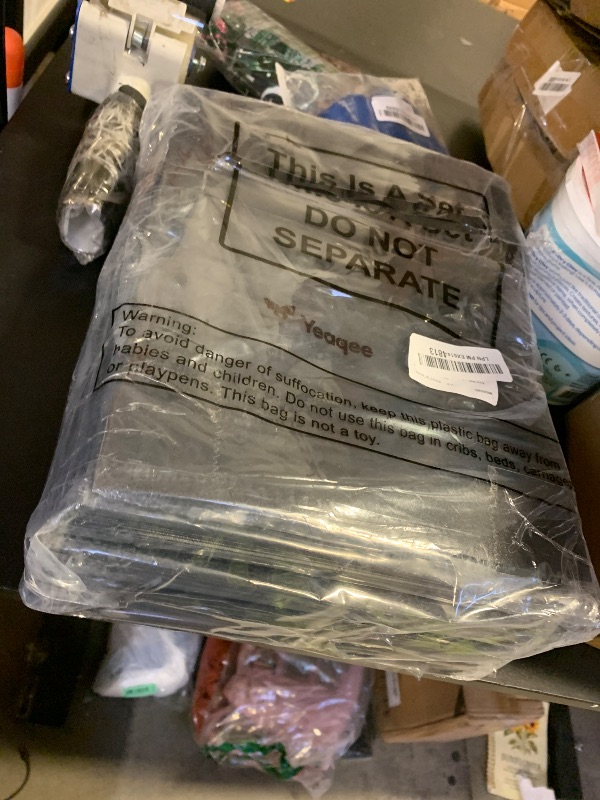 This Is A Set
DO NOT
SEPARATE
Yeaqee
Warning:
To avoid danger of suffocation, keep this plastic bag away from
babies and children. Do not use this bag in cribs, beds, carriages
or playpens. This bag is not a toy.